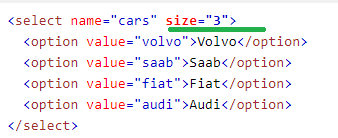 <select name="cars" size="3">
<option value="volvo">Volvo</option>
<option value="saab">Saab</option>
<option value="fiat">Fiat</option>
<option value="audi">Audi</option>
</select>